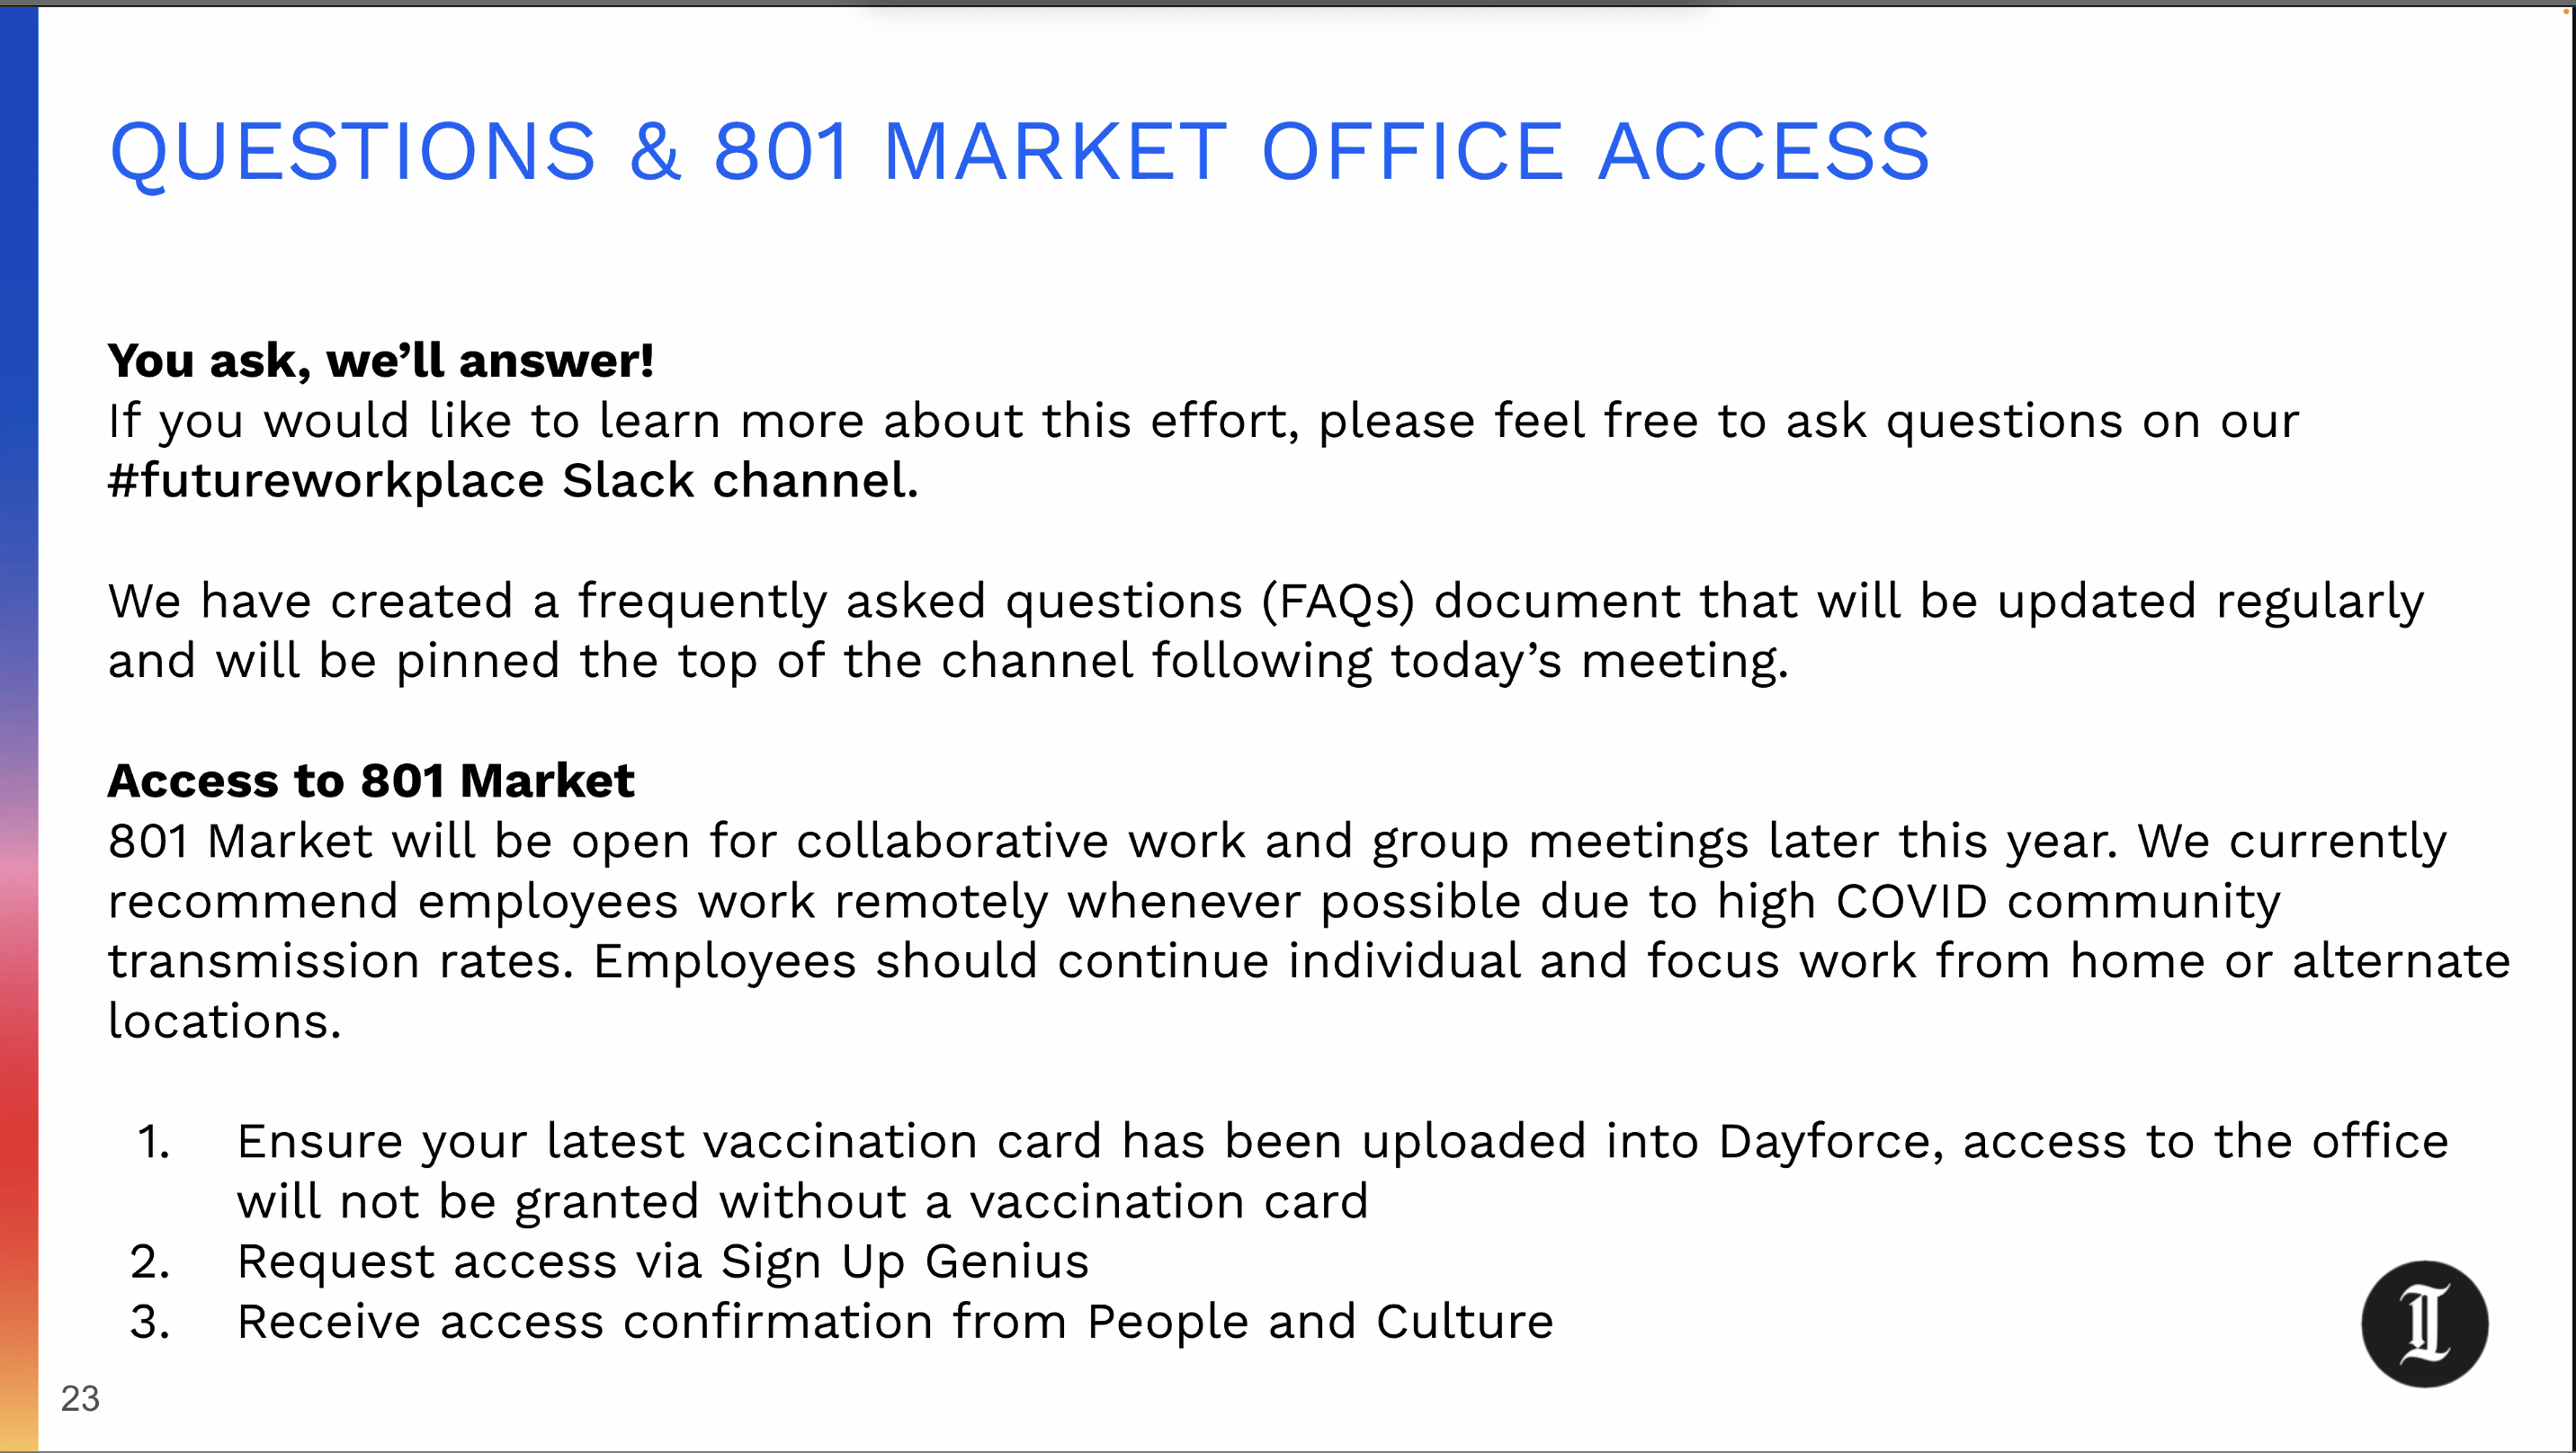 QUESTIONS & 801 MARKET OFFICE ACCESS
You ask, we’ll answer!
If you would like to learn more about this effort, please feel free to ask questions on our
#futureworkplace Slack channel.
We have created a frequently asked questions (FAQs) document that will be updated regularly
and will be pinned the top of the channel following today’s meeting.
Access to 801 Market
801 Market will be open for collaborative work and group meetings later this year. We currently
recommend employees work remotely whenever possible due to high COVID community
transmission rates. Employees should continue individual and focus work from home or alternate
locations.
1. Ensure your latest vaccination card has been uploaded into Dayforce, access to the office
will not be granted without a vaccination card
2. Request access via Sign Up Genius
3. Receive access confirmation from People and Culture
I
23